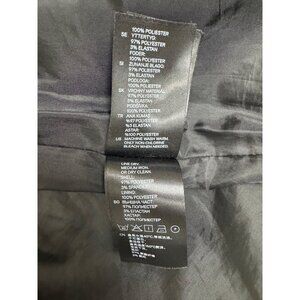 100% POLIESTER
SE YTTERTYG:
97% POLYESTER
3% ELASTAN
FODER:
100% POLYESTER
SI ZUNANJE BLAGO:
97% POLIESTER
3% ELASTAN
PODLOGA:
100% POLIESTER
SK VRCHNÝ MATERIÁL:
97% POLYESTER
3% ELASTAN
PODŠÍVKA:
100% POLYESTER
TR ANA KUMAŞ:
%97 POLYESTER
%3 ELASTAN
ASTAR:
%100 POLYESTER
US MACHINE WASH WARM
ONLY NON-CHLORINE
BLEACH WHEN NEEDED
LINE DRY
MEDIUM IRON
OR DRY CLEAN
SHELL:
97% POLYESTER
3% SPANDEX
LINING:
100% POLYESTER
BG
97% ПОЛИЕСТЕР
3% ЕЛАСТАН
ХАСТАР:
100% ПОЛИЕСТЕР
CN